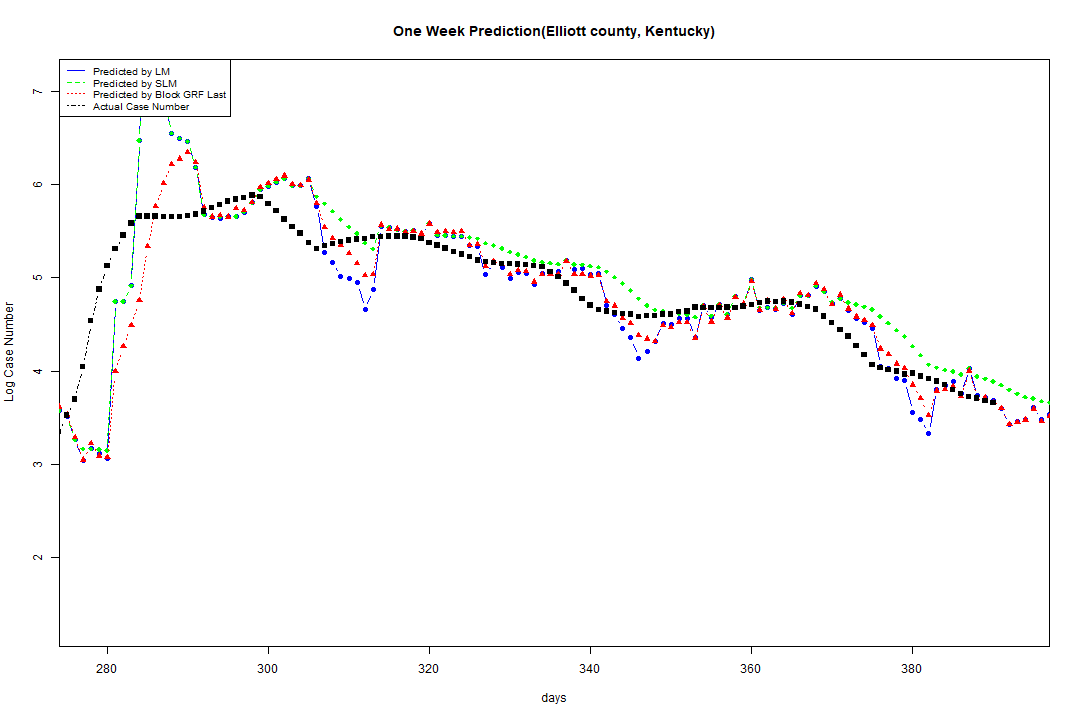 One Week Prediction(Elliott county, Kentucky)
Predicted by LM
Predicted by SLM
Predicted by Block GRF Last
Actual Case Number
7
6
5
4
3
2
Log Case Number
280 300 320 340 360 380
days